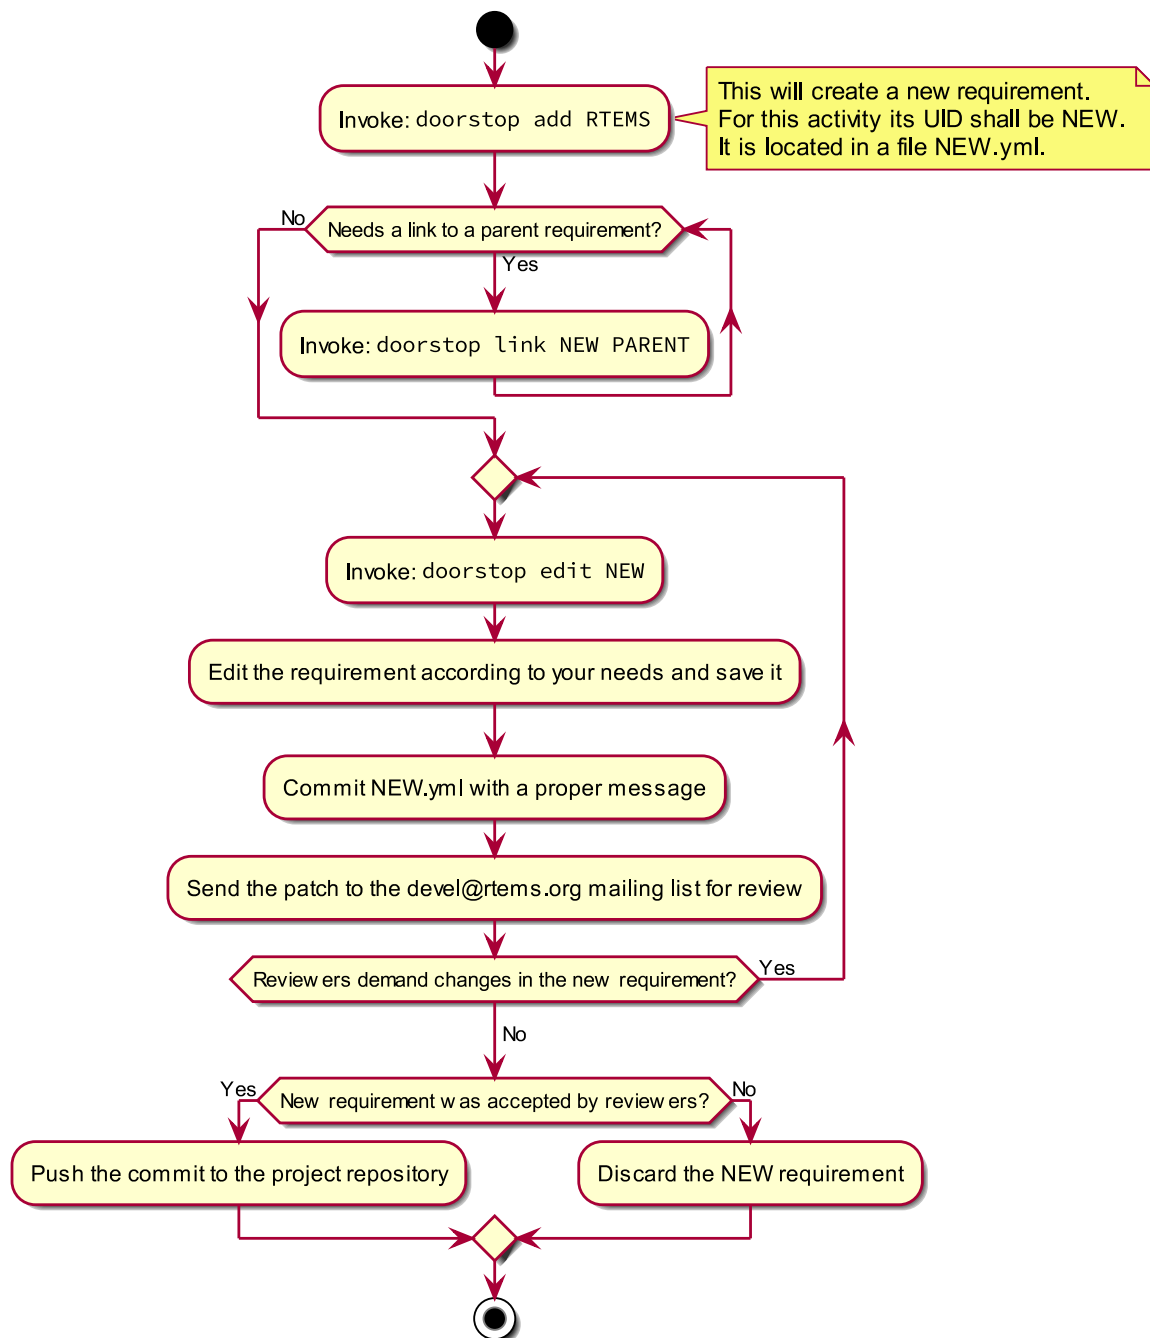 Invoke: doorstop add RTEMS
This will create a new requirement.
For this activity its UID shall be NEW.
It is located in a file NEW.yml.
No
Needs a link to a parent requirement?
Yes
Invoke: doorstop link NEW PARENT
Invoke: doorstop edit NEW
Edit the requirement according to your needs and save it
Commit NEW.yml with a proper message
Send the patch to the devel@rtems.org mailing list for review
Reviewers demand changes in the new requirement?
Yes
No
Yes
New requirement was accepted by reviewers?
No
Push the commit to the project repository
Discard the NEW requirement